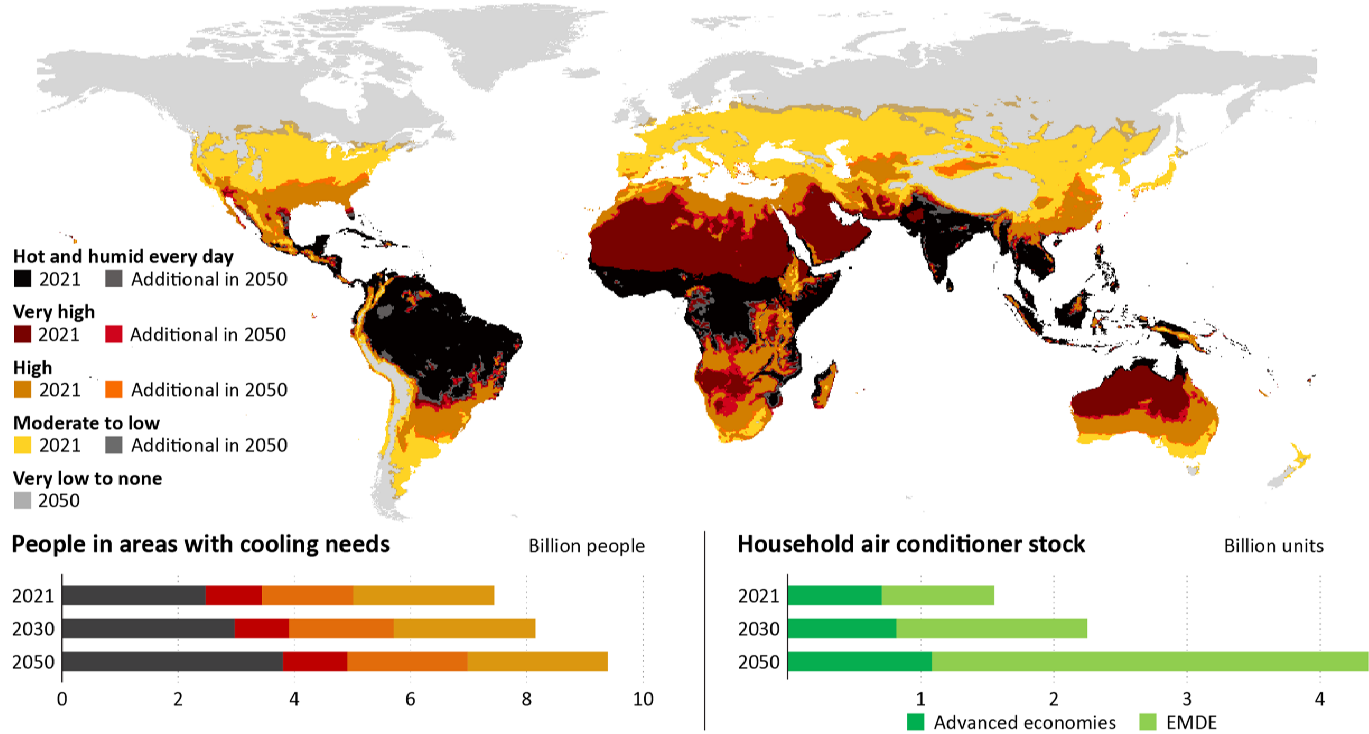 Hot and humid every day
2021 Additional in 2050
Very high
2021 Additional in 2050
High
2021 Additional in 2050
Moderate to low
2021 Additional in 2050
Very low to none
2050
People in areas with cooling needs Billion people
2021
2030
2050
0 2 4 6 8 10
Household air conditioner stock Billion units
2021
2030
2050
1 2 3 4
Advanced economies EMDE